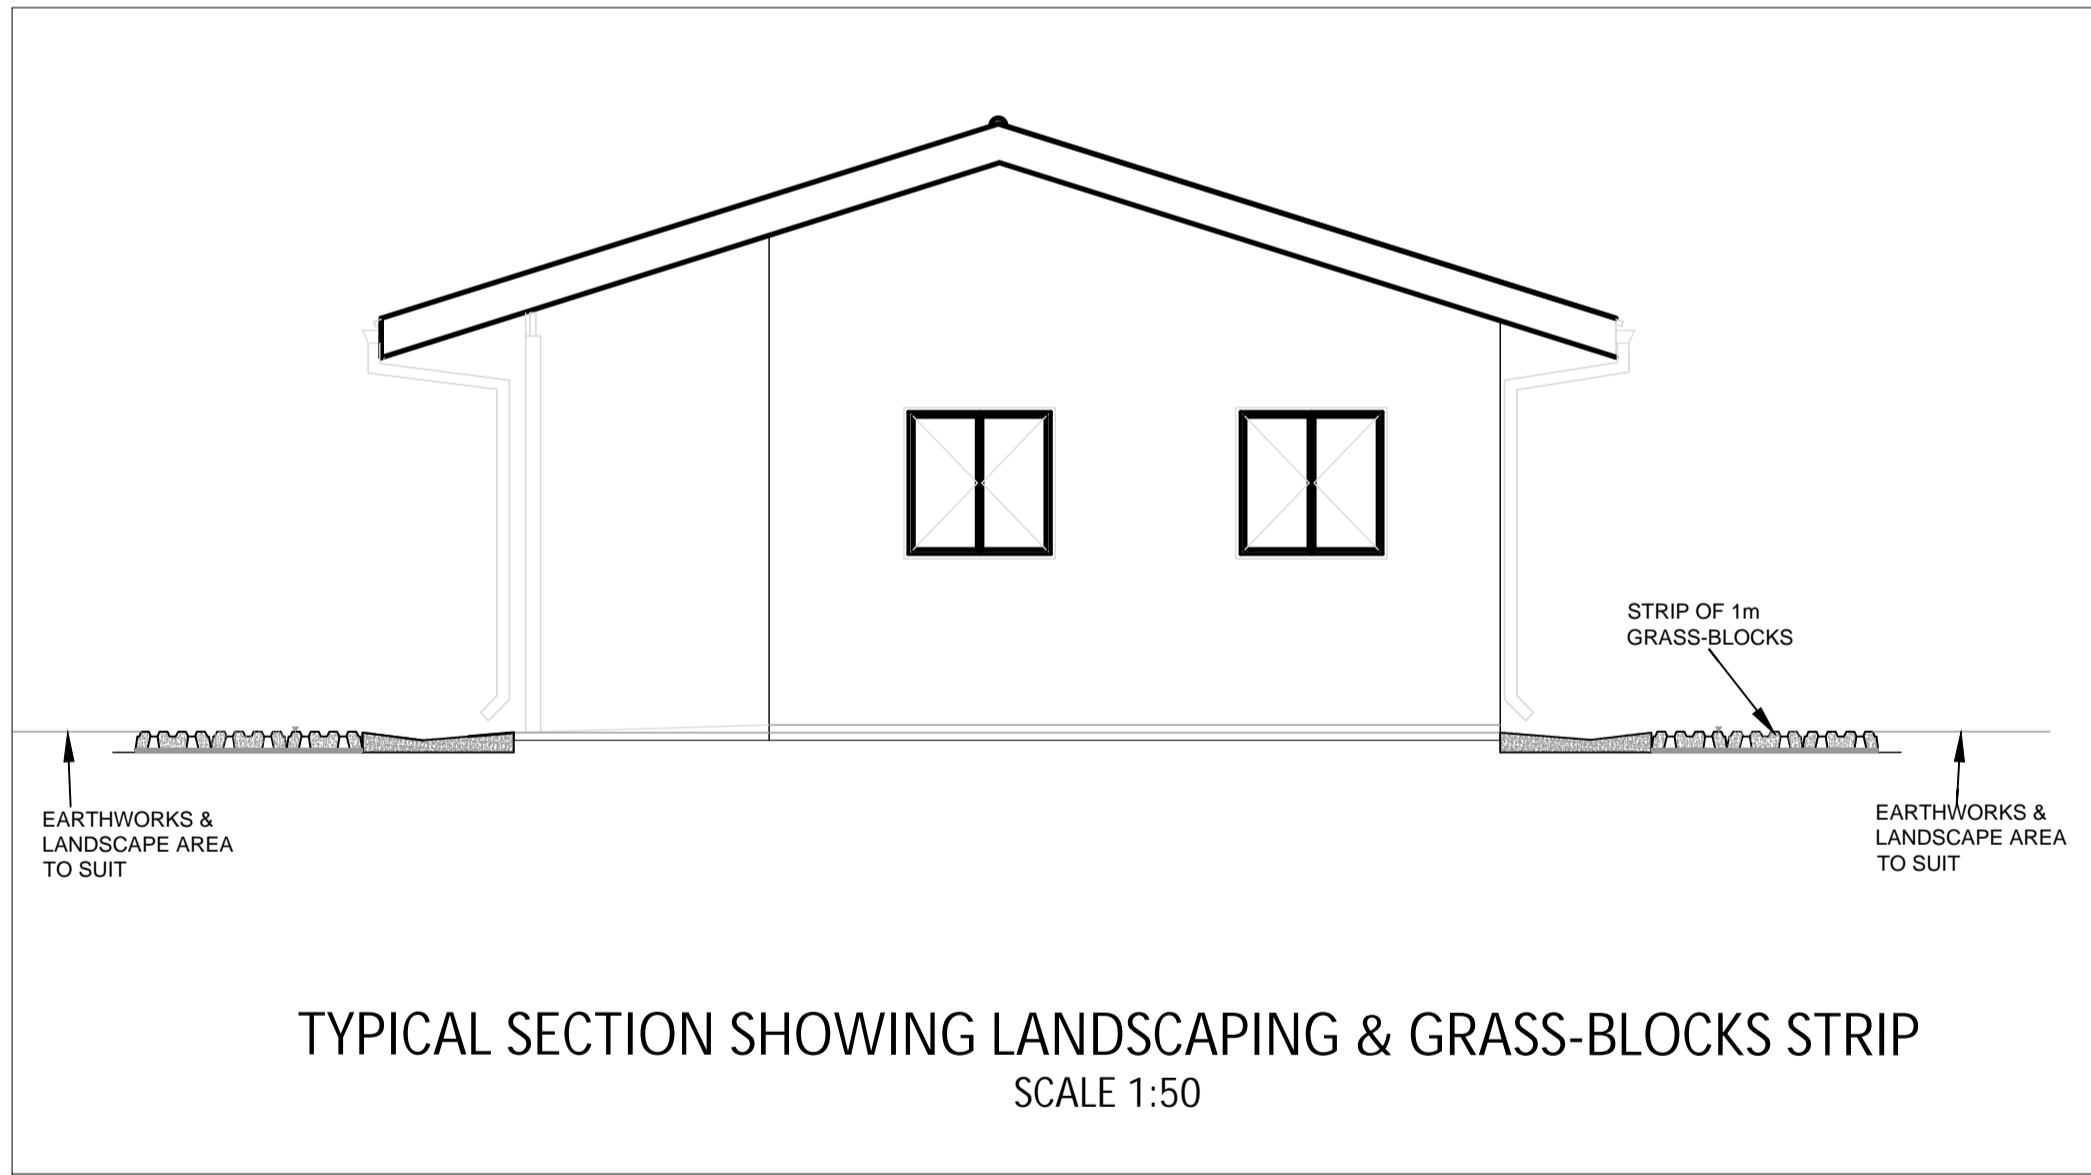 STRIP OF 1m
GRASS-BLOCKS
EARTHWORKS &
LANDSCAPE AREA
TO SUIT
EARTHWORKS &
LANDSCAPE AREA
TO SUIT
TYPICAL SECTION SHOWING LANDSCAPING & GRASS-BLOCKS STRIP
SCALE 1:50